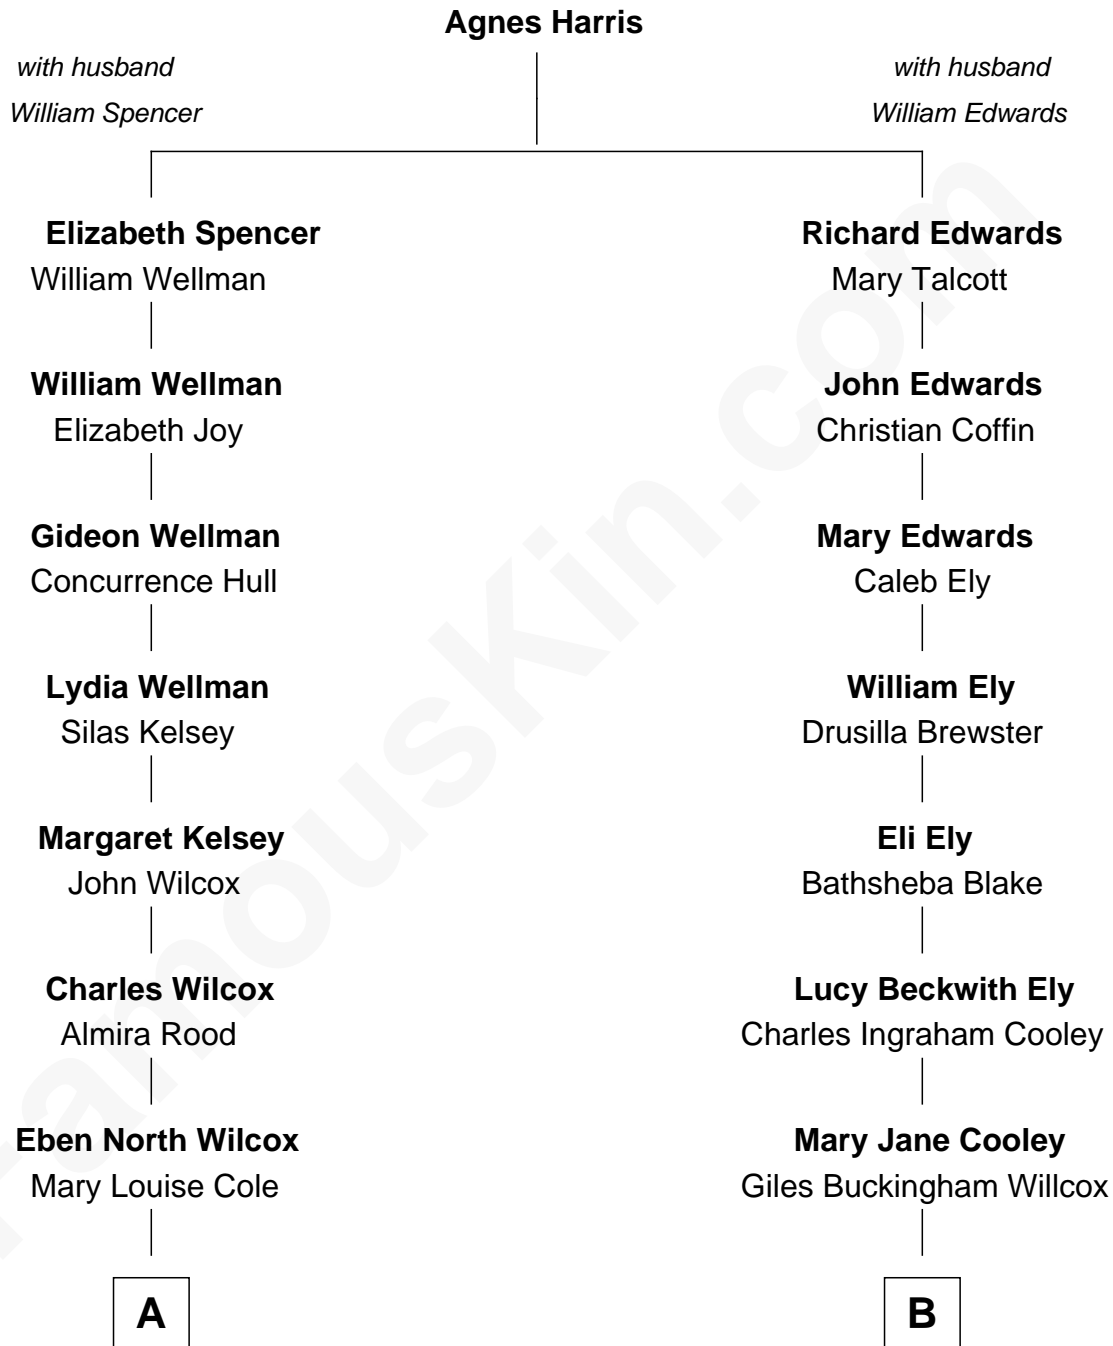 Agnes Harris
with husband
William Spencer
with husband
William Edwards
Elizabeth Spencer
William Wellman
Richard Edwards
Mary Talcott
William Wellman
Elizabeth Joy
John Edwards
Christian Coffin
Gideon Wellman
Concurrence Hull
Mary Edwards
Caleb Ely
Lydia Wellman
Silas Kelsey
William Ely
Drusilla Brewster
Margaret Kelsey
John Wilcox
Eli Ely
Bathsheba Blake
Charles Wilcox
Almira Rood
Lucy Beckwith Ely
Charles Ingraham Cooley
Eben North Wilcox
Mary Louise Cole
Mary Jane Cooley
Giles Buckingham Willcox
A
B
FamousKin.com